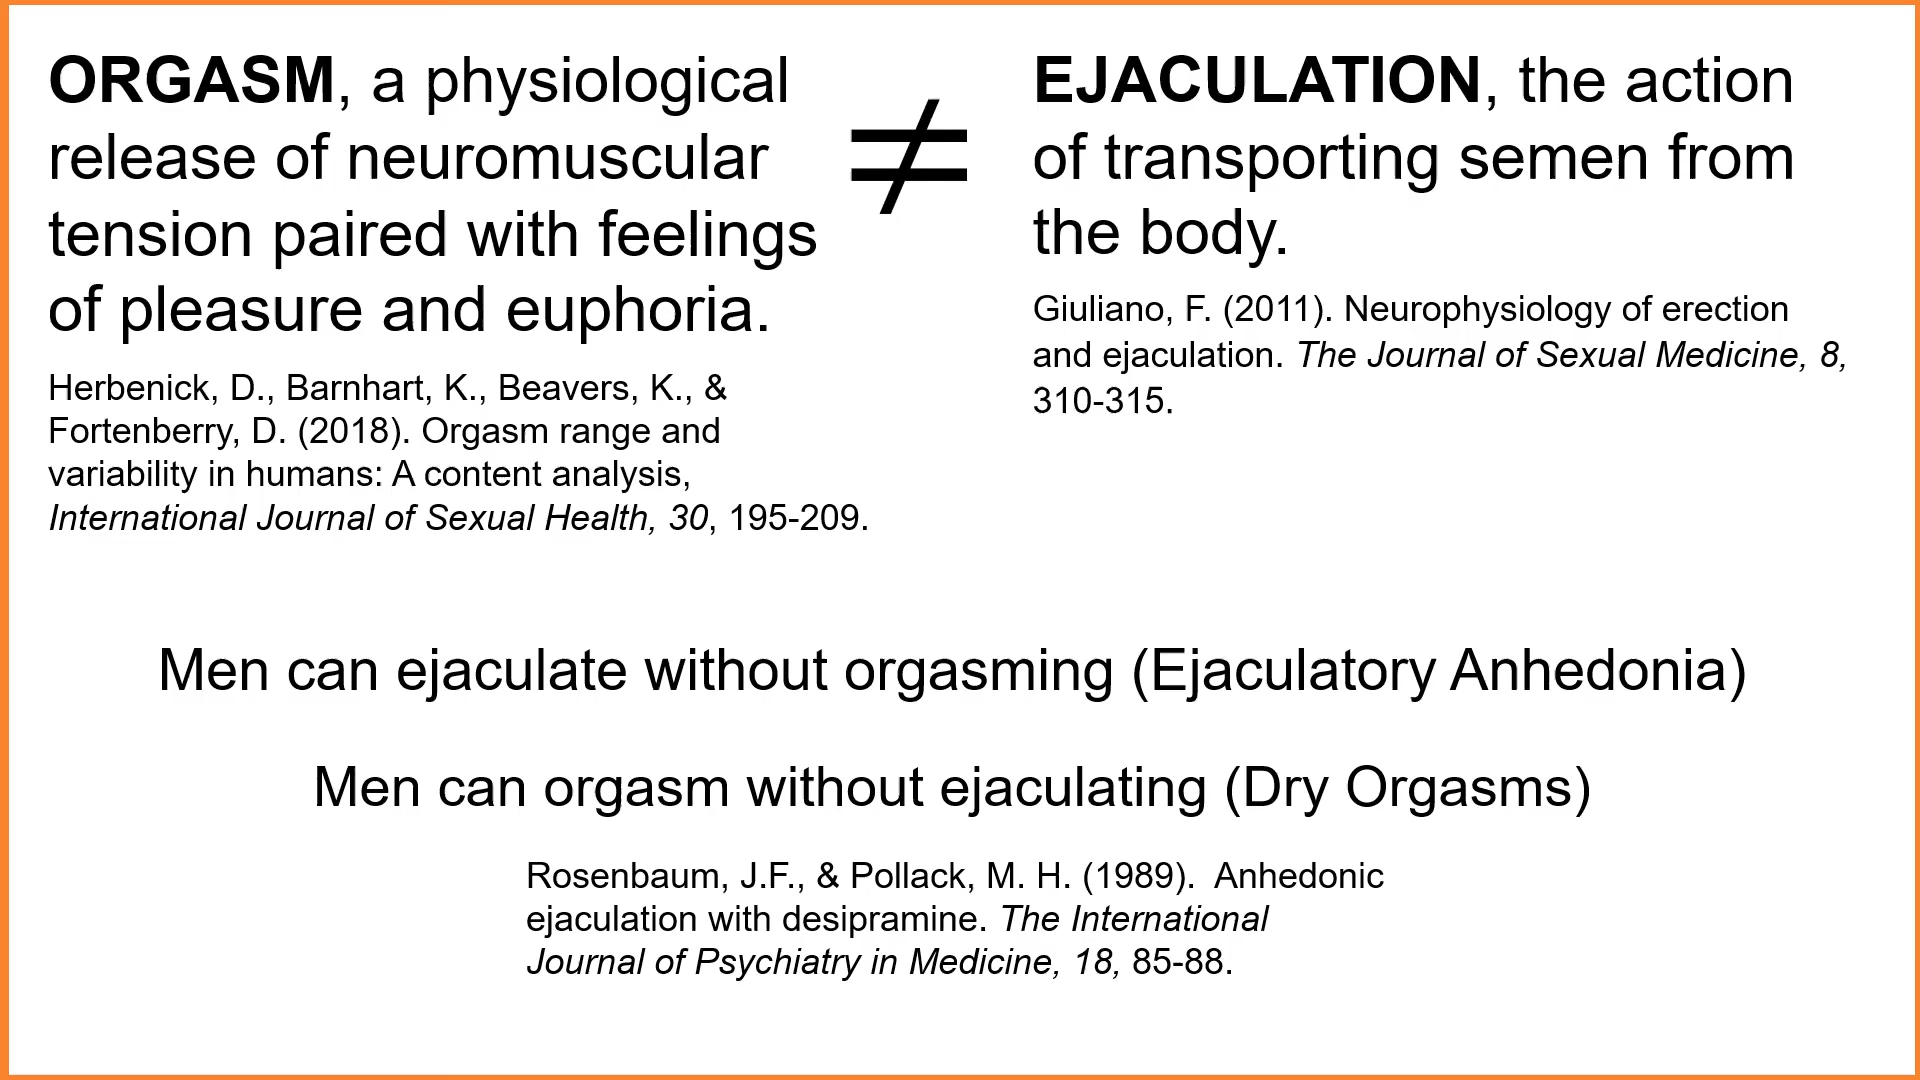 ORGASM, a physiological
release of neuromuscular
tension paired with feelings
of pleasure and euphoria.
Herbenick, D., Barnhart, K., Beavers, K., &
Fortenberry, D. (2018). Orgasm range and
variability in humans: A content analysis,
International Journal of Sexual Health, 30, 195-209.
≠
EJACULATION, the action
of transporting semen from
the body.
Giuliano, F. (2011). Neurophysiology of erection
and ejaculation. The Journal of Sexual Medicine, 8,
310-315.
Men can ejaculate without orgasming (Ejaculatory Anhedonia)
Men can orgasm without ejaculating (Dry Orgasms)
Rosenbaum, J.F., & Pollack, M. H. (1989).  Anhedonic
ejaculation with desipramine. The International
Journal of Psychiatry in Medicine, 18, 85-88.